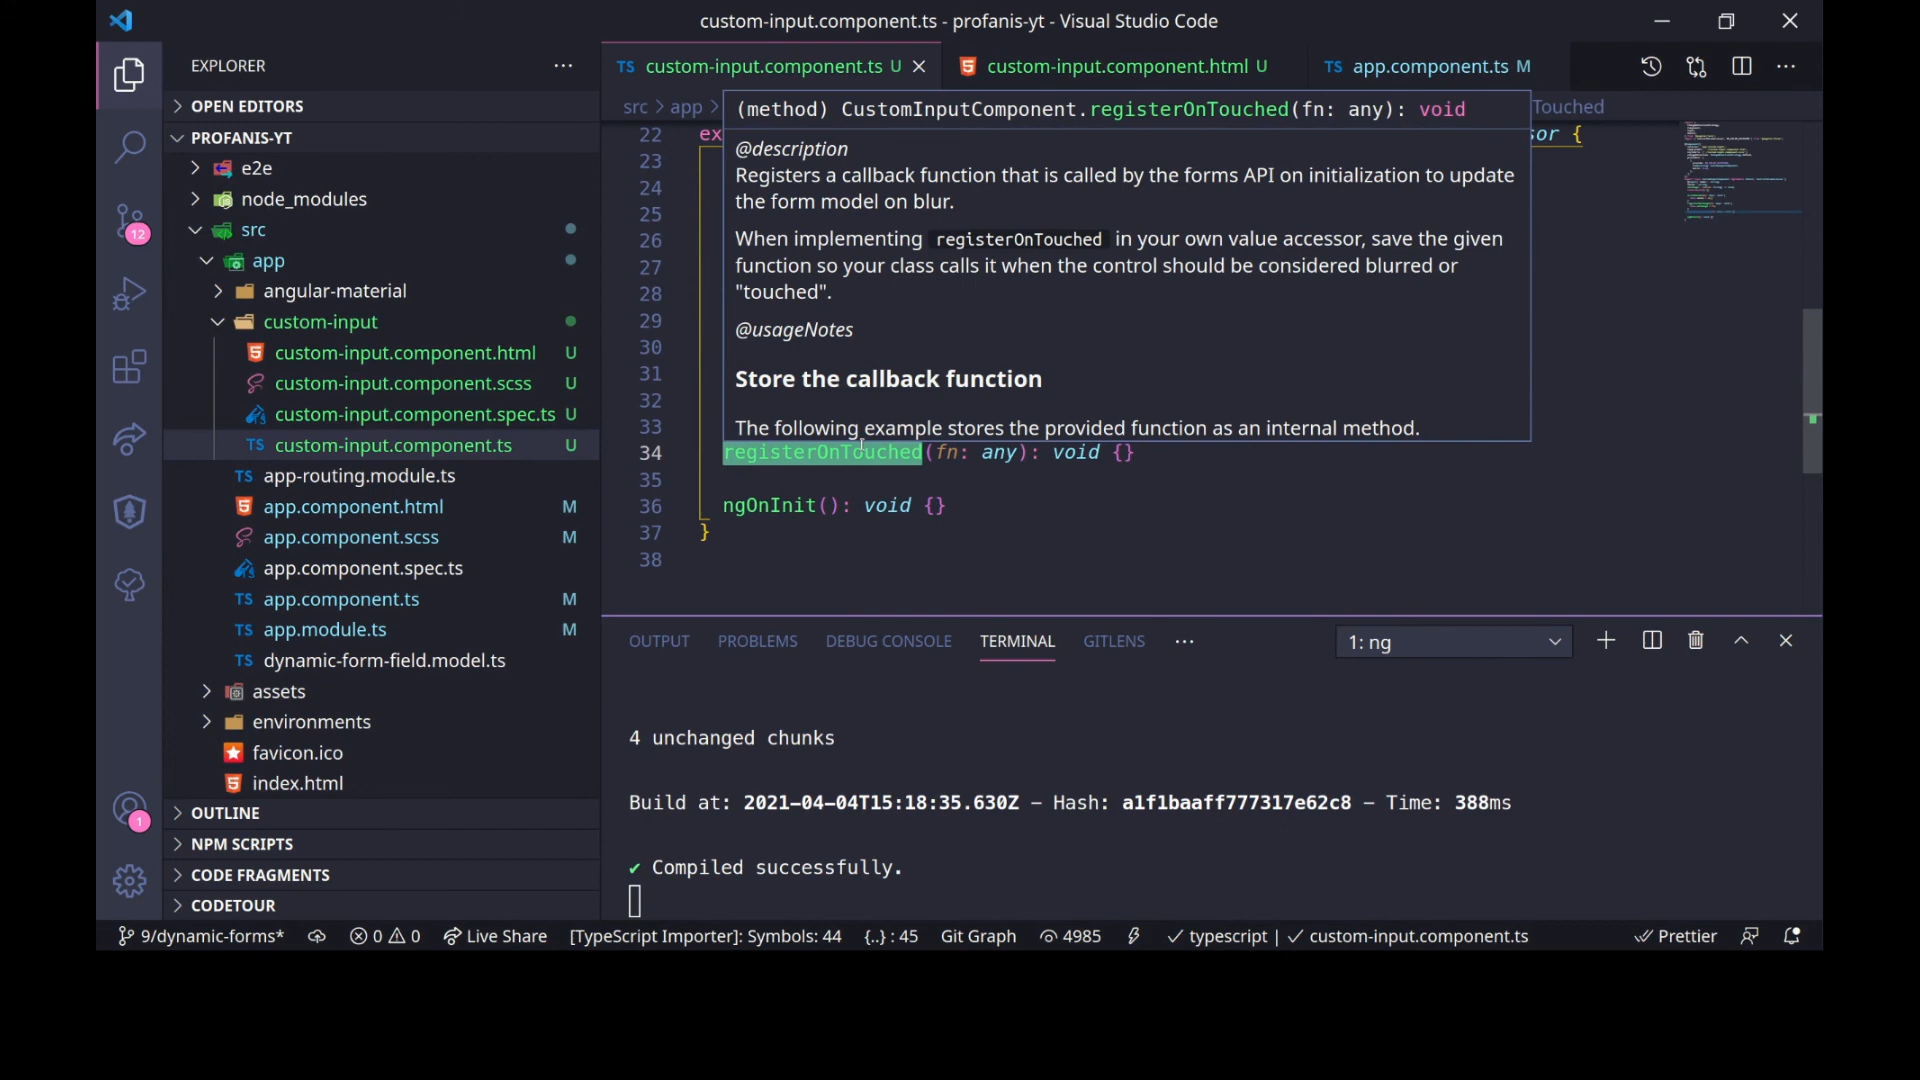 custom-input.component.ts - profanis-yt - Visual Studio Code
EXPLORER
OPEN EDITORS
PROFANIS-YT
e2e
node_modules
src
app
angular-material
custom-input
custom-input.component.html U
custom-input.component.scss U
custom-input.component.spec.ts U
TS custom-input.component.ts U
TS app-routing.module.ts
app.component.html M
app.component.scss M
app.component.spec.ts
TS app.component.ts M
TS app.module.ts M
TS dynamic-form-field.model.ts
assets
environments
favicon.ico
index.html
OUTLINE
NPM SCRIPTS
CODE FRAGMENTS
CODETOUR
12
1
TS custom-input.component.ts U
custom-input.component.html U
TS app.component.ts M
src > app >
Touched
(method) CustomInputComponent.registerOnTouched(fn: any): void
@description
Registers a callback function that is called by the forms API on initialization to update
the form model on blur.
When implementing registerOnTouched in your own value accessor, save the given
function so your class calls it when the control should be considered blurred or
"touched".
@usageNotes
Store the callback function
The following example stores the provided function as an internal method.
22 ex sor {
23
24
25
26
27
28
29
30
31
32
33
34 registerOnTouched(fn: any): void {}
35
36 ngOnInit(): void {}
37 }
38
OUTPUT PROBLEMS DEBUG CONSOLE TERMINAL GITLENS 1: ng
4 unchanged chunks
Build at: 2021-04-04T15:18:35.630Z - Hash: a1f1baaff777317e62c8 - Time: 388ms
✔ Compiled successfully.
9/dynamic-forms* 0 0 Live Share [TypeScript Importer]: Symbols: 44 {..} : 45 Git Graph 4985 typescript | custom-input.component.ts Prettier